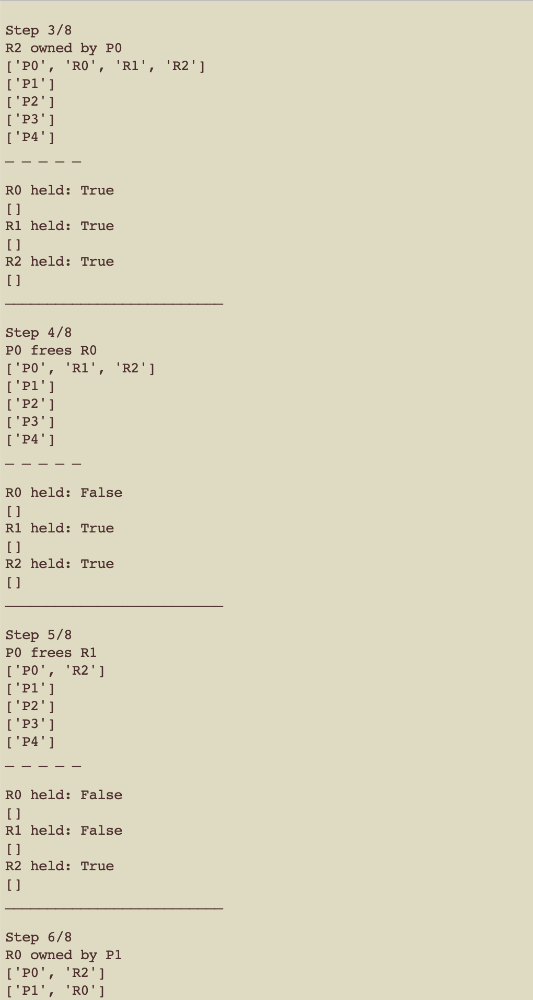 Step 3/8
R2 owned by P0
['P0', 'R0', 'R1', 'R2']
['P1']
['P2']
['P3']
['P4']
_ _ _ _ _
R0 held: True
[]
R1 held: True
[]
R2 held: True
[]
__________________________
Step 4/8
P0 frees R0
['P0', 'R1', 'R2']
['P1']
['P2']
['P3']
['P4']
_ _ _ _ _
R0 held: False
[]
R1 held: True
[]
R2 held: True
[]
__________________________
Step 5/8
P0 frees R1
['P0', 'R2']
['P1']
['P2']
['P3']
['P4']
_ _ _ _ _
R0 held: False
[]
R1 held: False
[]
R2 held: True
[]
__________________________
Step 6/8
R0 owned by P1
['P0', 'R2']
['P1', 'R0']